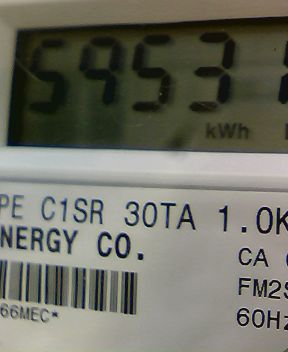 5953
kWh
PE C1SR 30TA 1.0K
NERGY CO.
CA
FM2S
66MEC*
60Hz